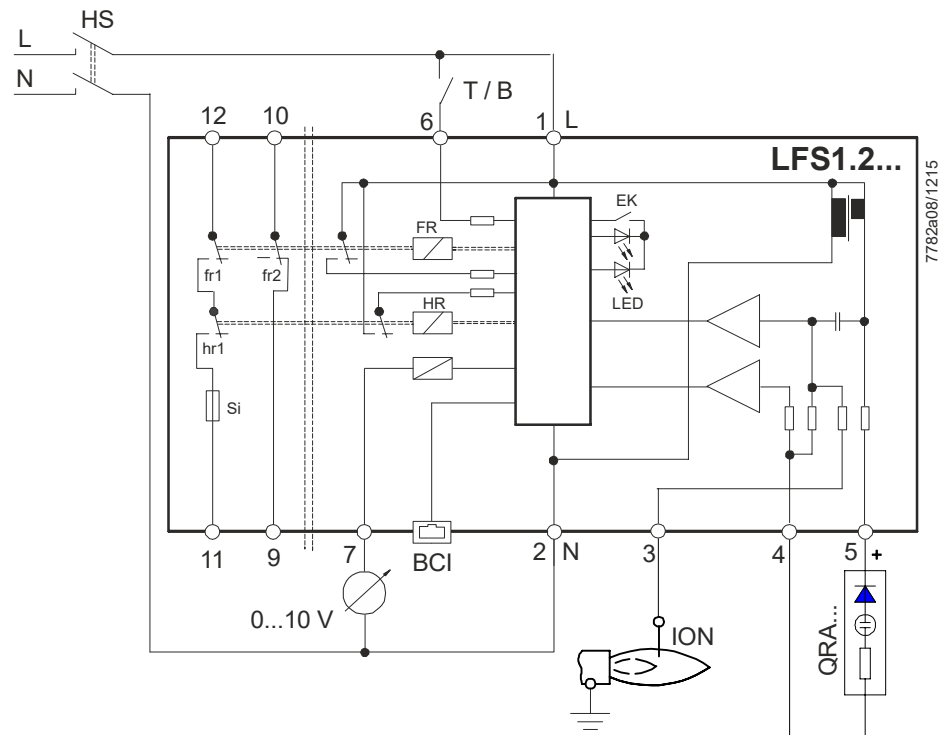 HS
L
N
T / B
12
10
6
1
L
LFS1.2...
7782a08/1215
EK
FR
fr1
fr2
LED
HR
hr1
Si
11
9
7
BCI
2
N
3
4
5
+
0...10 V
ION
QRA...